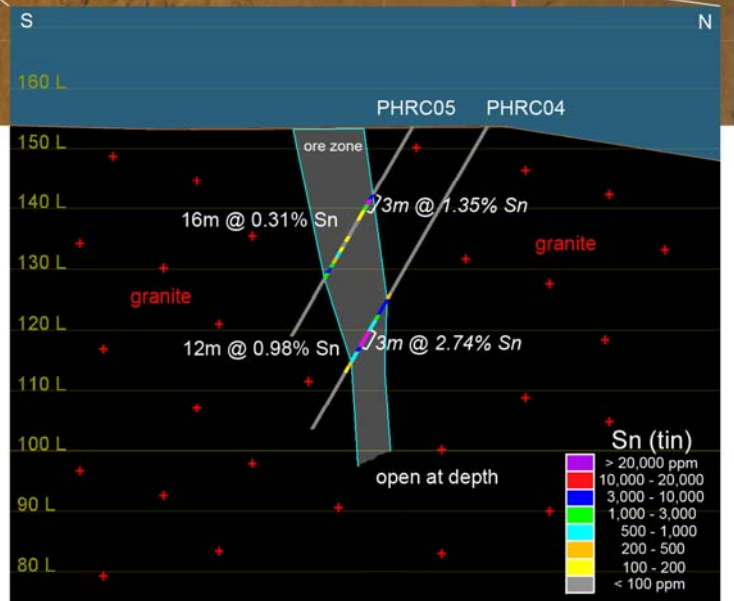 S N
160 L
PHRC05 PHRC04
150 L
ore zone
140 L
16m @ 0.31% Sn
3m @ 1.35% Sn
granite
130 L
granite
120 L
12m @ 0.98% Sn
3m @ 2.74% Sn
110 L
100 L
open at depth
90 L
80 L
Sn (tin)
> 20,000 ppm
10,000 - 20,000
3,000 - 10,000
1,000 - 3,000
500 - 1,000
200 - 500
100 - 200
< 100 ppm